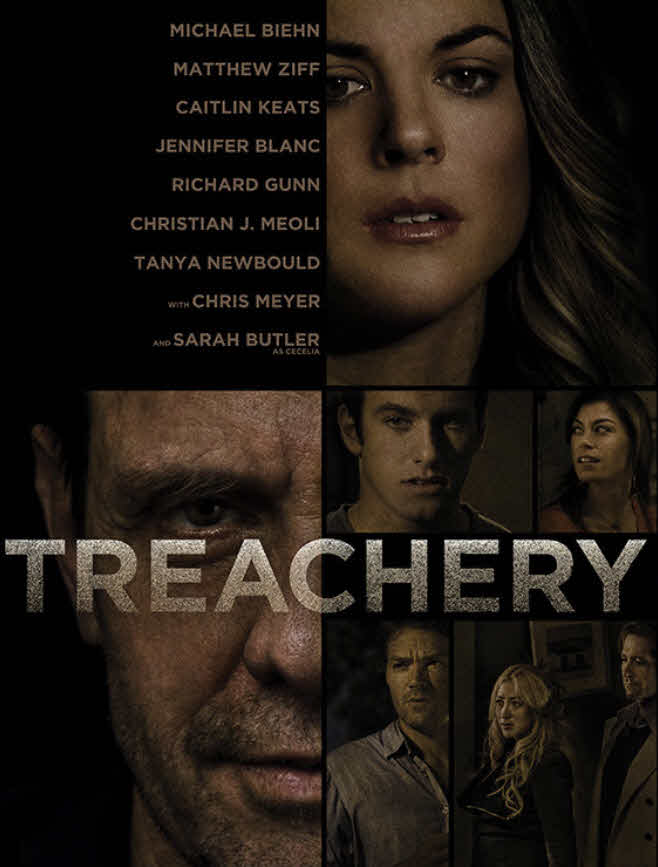 MICHAEL BIEHN
MATTHEW ZIFF
CAITLIN KEATS
JENNIFER BLANC
RICHARD GUNN
CHRISTIAN J. MEOLI
TANYA NEWBOULD
WITH CHRIS MEYER
AND SARAH BUTLER
AS CECELIA
TREACHERY